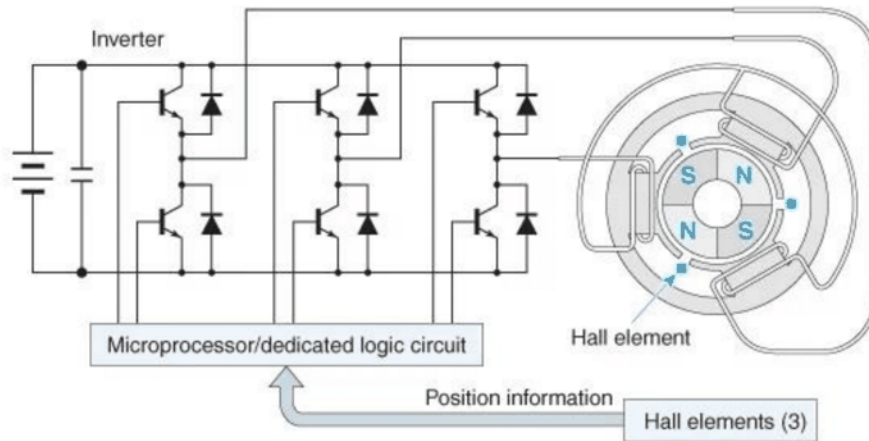 Inverter
S N
N S
Hall element
Microprocessor/dedicated logic circuit
Position information
Hall elements (3)